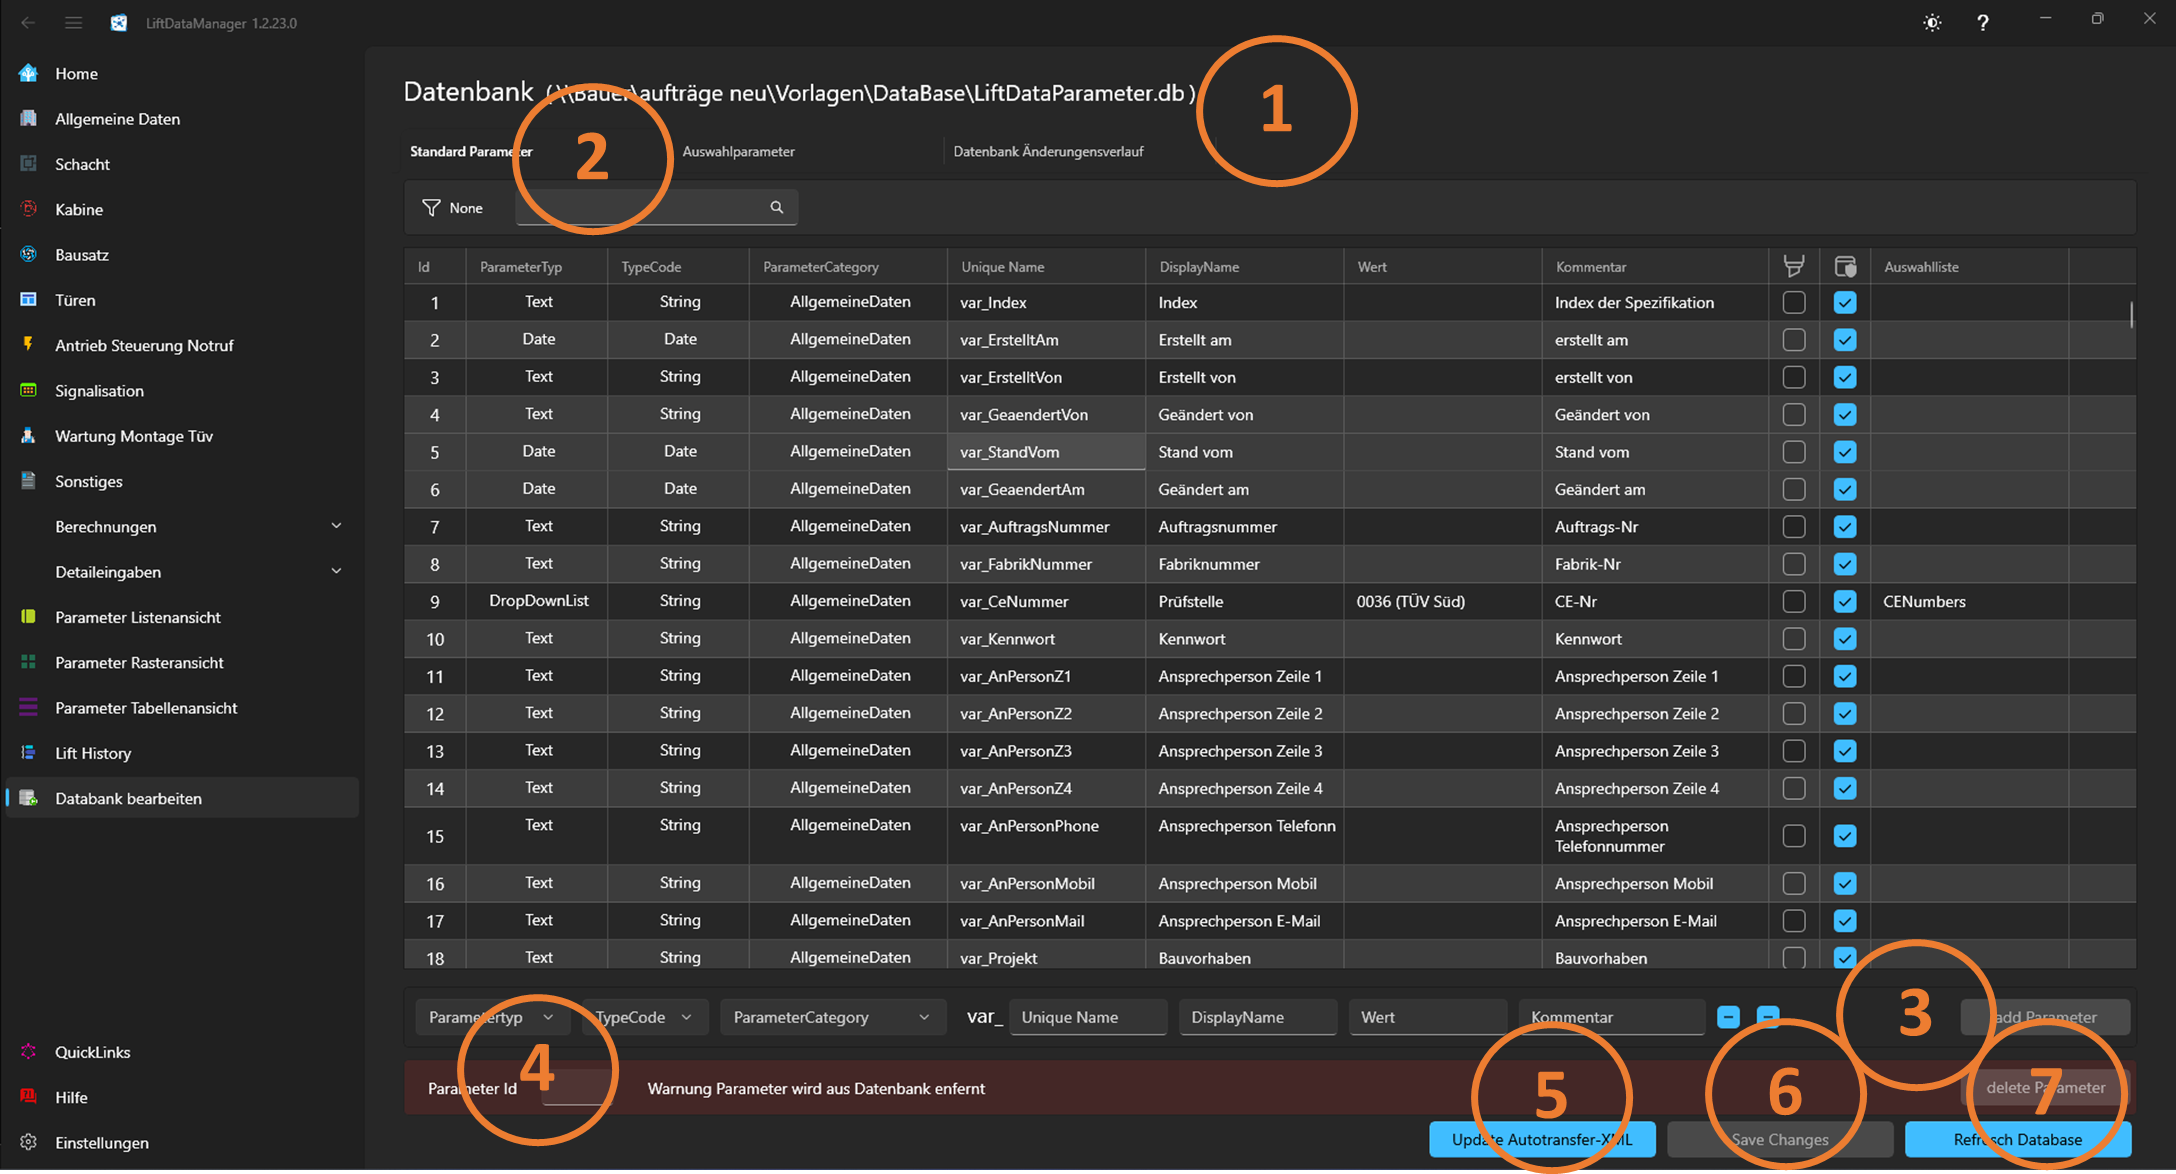 LiftDataManager 1.2.23.0
Home
Allgemeine Daten
Schacht
Kabine
Bausatz
Türen
Antrieb Steuerung Notruf
Signalisation
Wartung Montage Tüv
Sonstiges
Berechnungen
Detaileingaben
Parameter Listenansicht
Parameter Rasteransicht
Parameter Tabellenansicht
Lift History
Databank bearbeiten
QuickLinks
Hilfe
Einstellungen
Datenbank (\\Bauer\aufträge neu\Vorlagen\DataBase\LiftDataParameter.db)
1
Standard Parameter Auswahlparameter Datenbank Änderungensverlauf
2
None
Id ParameterTyp TypeCode ParameterCategory Unique Name DisplayName Wert Kommentar Auswahlliste
1 Text String AllgemeineDaten var_Index Index Index der Spezifikation
2 Date Date AllgemeineDaten var_ErstelltAm Erstellt am erstellt am
3 Text String AllgemeineDaten var_ErstelltVon Erstellt von erstellt von
4 Text String AllgemeineDaten var_GeaendertVon Geändert von Geändert von
5 Date Date AllgemeineDaten var_StandVom Stand vom Stand vom
6 Date Date AllgemeineDaten var_GeaendertAm Geändert am Geändert am
7 Text String AllgemeineDaten var_AuftragsNummer Auftragsnummer Auftrags-Nr
8 Text String AllgemeineDaten var_FabrikNummer Fabriknummer Fabrik-Nr
9 DropDownList String AllgemeineDaten var_CeNummer Prüfstelle 0036 (TÜV Süd) CE-Nr CENumbers
10 Text String AllgemeineDaten var_Kennwort Kennwort Kennwort
11 Text String AllgemeineDaten var_AnPersonZ1 Ansprechperson Zeile 1 Ansprechperson Zeile 1
12 Text String AllgemeineDaten var_AnPersonZ2 Ansprechperson Zeile 2 Ansprechperson Zeile 2
13 Text String AllgemeineDaten var_AnPersonZ3 Ansprechperson Zeile 3 Ansprechperson Zeile 3
14 Text String AllgemeineDaten var_AnPersonZ4 Ansprechperson Zeile 4 Ansprechperson Zeile 4
15 Text String AllgemeineDaten var_AnPersonPhone Ansprechperson Telefonn Ansprechperson
Telefonnummer
16 Text String AllgemeineDaten var_AnPersonMobil Ansprechperson Mobil Ansprechperson Mobil
17 Text String AllgemeineDaten var_AnPersonMail Ansprechperson E-Mail Ansprechperson E-Mail
18 Text String AllgemeineDaten var_Projekt Bauvorhaben Bauvorhaben
Parametertyp TypeCode ParameterCategory var_ Unique Name DisplayName Wert Kommentar 3 add Parameter
Parameter Id 4 Warnung Parameter wird aus Datenbank enfernt delete Parameter
5 6 7
Update Autotransfer-XML Save Changes Refresch Database